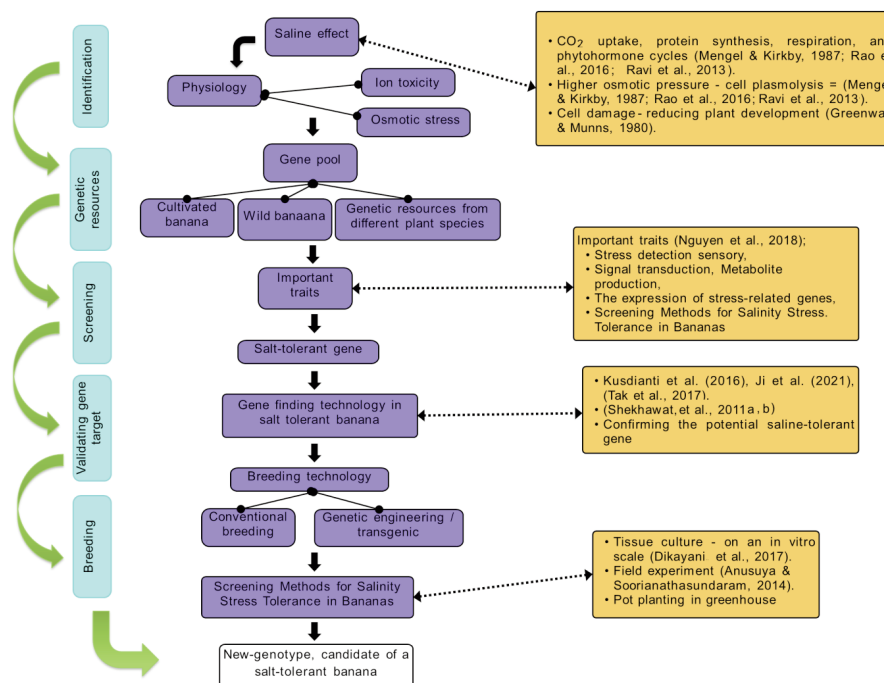 Identification
Genetic
resources
Screening
Validating gene
target
Breeding
Saline effect
Physiology
Ion toxicity
Osmotic stress
Gene pool
Cultivated
banana
Wild banaana
Genetic resources from
different plant species
Important
traits
Salt-tolerant gene
Gene finding technology in
salt tolerant banana
Breeding technology
Conventional
breeding
Genetic engineering /
transgenic
Screening Methods for Salinity
Stress Tolerance in Bananas
New-genotype, candidate of a
salt-tolerant banana
• CO2 uptake, protein synthesis, respiration, an
phytohormone cycles (Mengel & Kirkby, 1987; Rao e
al., 2016; Ravi et al., 2013).
• Higher osmotic pressure - cell plasmolysis = (Menge
& Kirkby, 1987; Rao et al., 2016; Ravi et al., 2013).
• Cell damage - reducing plant development (Greenwa
& Munns, 1980).
Important traits (Nguyen et al., 2018);
• Stress detection sensory,
• Signal transduction, Metabolite
production,
• The expression of stress-related genes,
• Screening Methods for Salinity Stress.
Tolerance in Bananas
• Kusdianti et al. (2016), Ji et al. (2021),
(Tak et al., 2017).
• (Shekhawat, et al., 2011a, b)
• Confirming the potential saline-tolerant
gene
• Tissue culture - on an in vitro
scale (Dikayani et al., 2017).
• Field experiment (Anusuya &
Soorianathasundaram, 2014).
• Pot planting in greenhouse